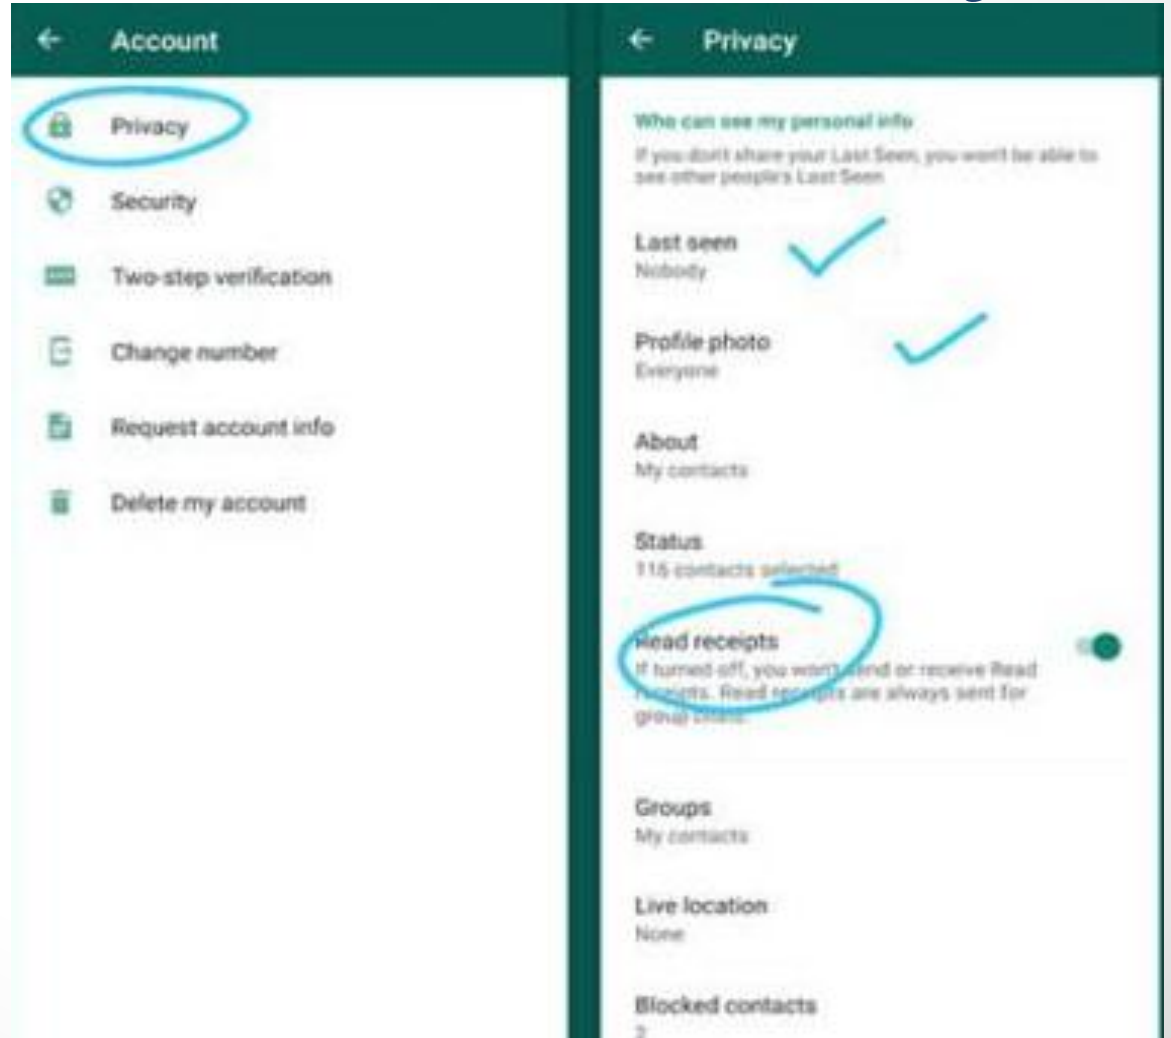 Account
Privacy
Security
Two-step verification
Change number
Request account info
Delete my account
Privacy
Who can see my personal info
If you don't share your Last Seen, you won't be able to
see other people's Last Seen
Last seen
Nobody
Profile photo
Everyone
About
My contacts
Status
116 contacts selected
Read receipts
If turned off, you won't send or receive Read
receipts. Read receipts are always sent for
group chats.
Groups
My contacts
Live location
None
Blocked contacts
2